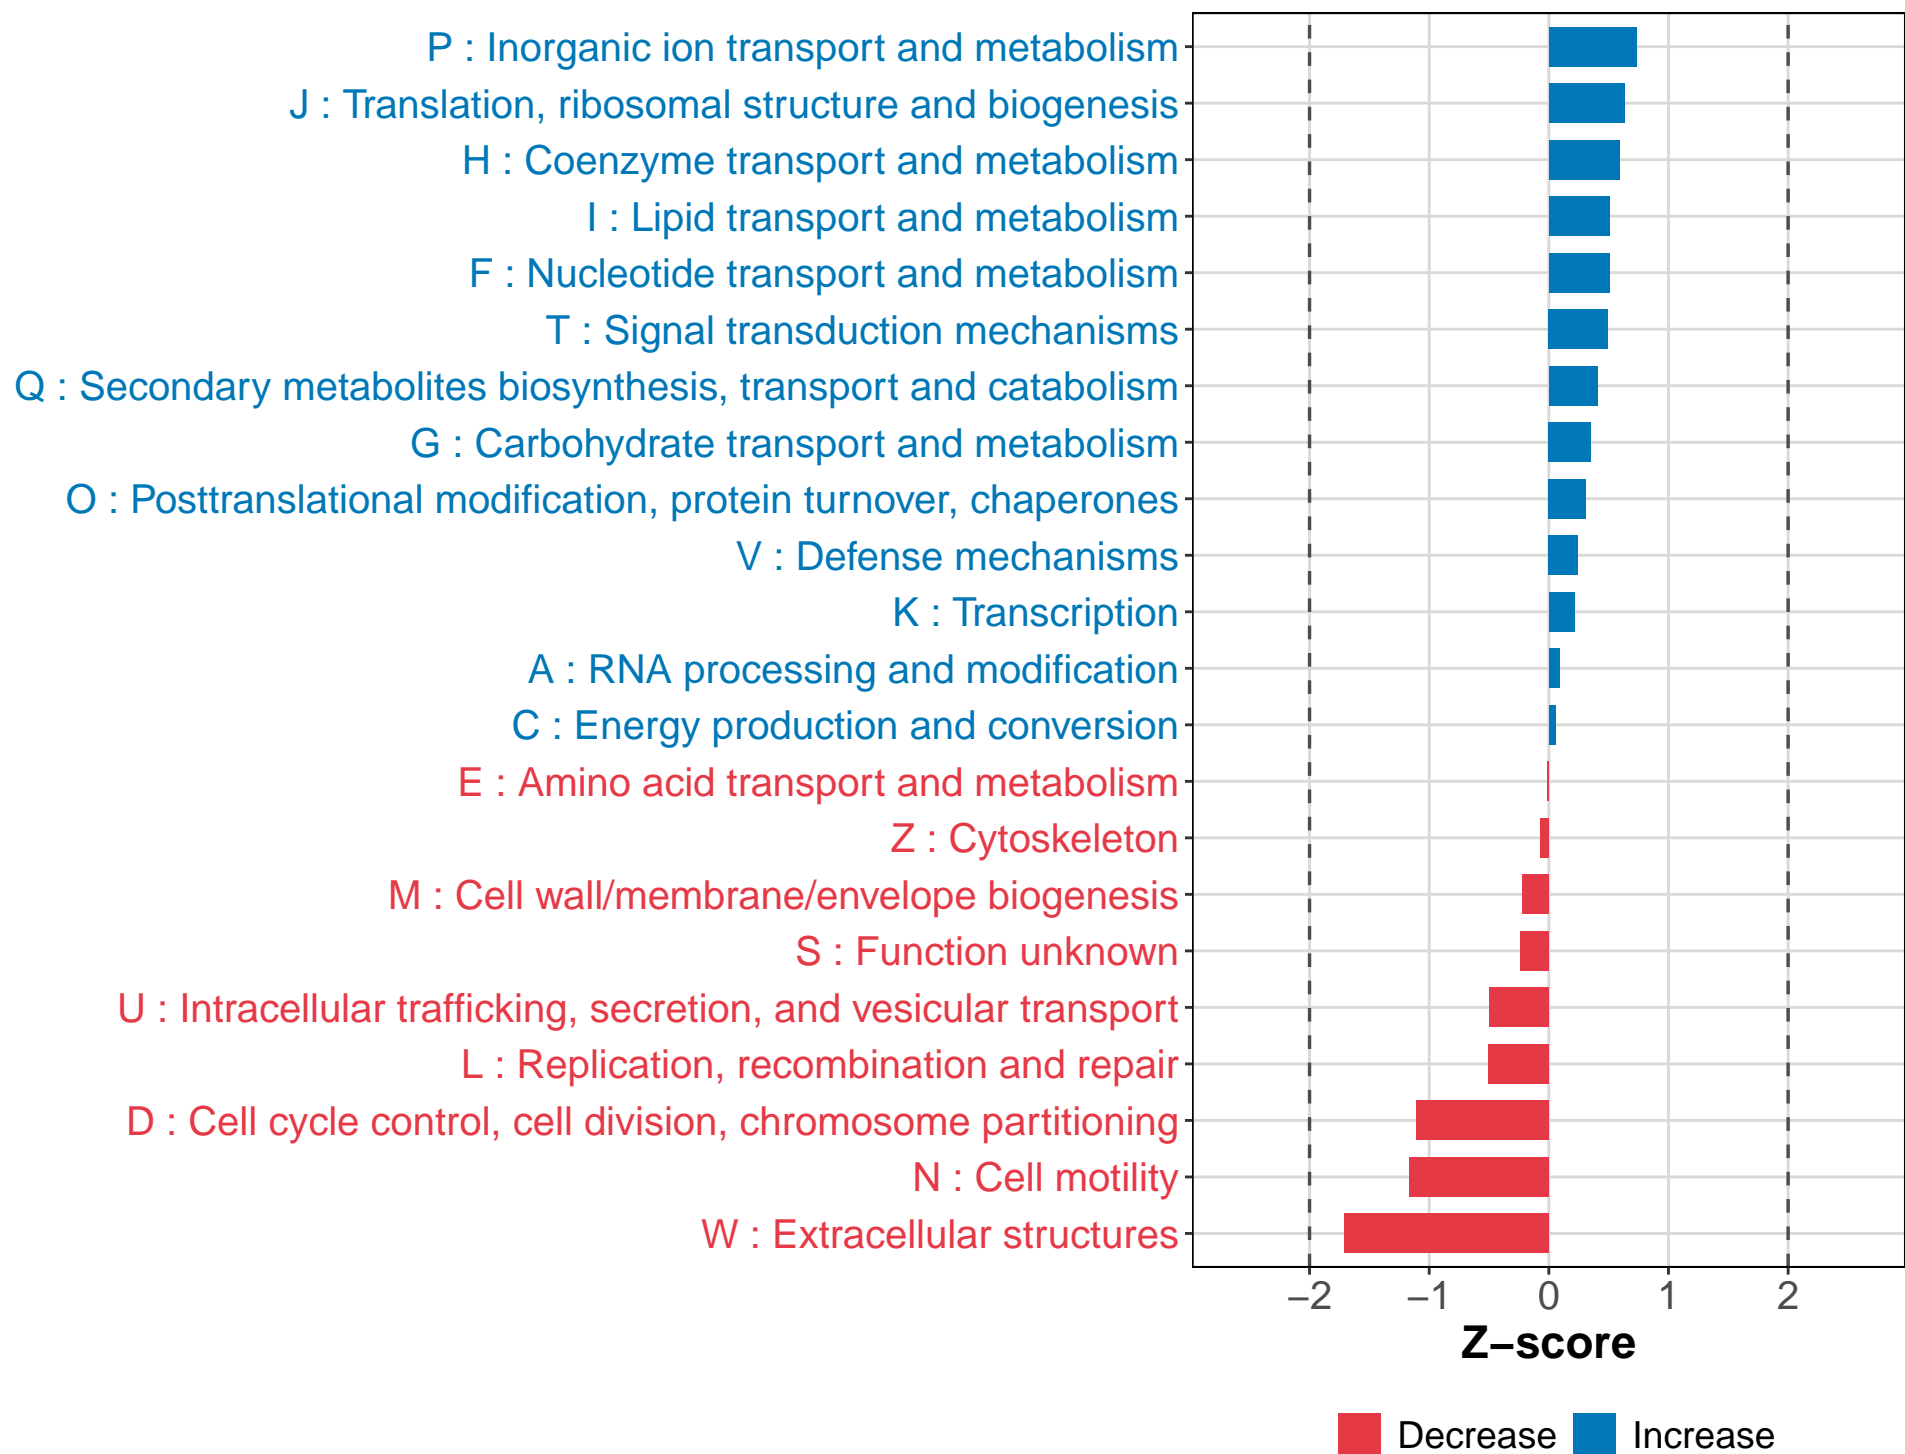 P : Inorganic ion transport and metabolism
J : Translation, ribosomal structure and biogenesis
H : Coenzyme transport and metabolism
I : Lipid transport and metabolism
F : Nucleotide transport and metabolism
T : Signal transduction mechanisms
Q : Secondary metabolites biosynthesis, transport and catabolism
G : Carbohydrate transport and metabolism
O : Posttranslational modification, protein turnover, chaperones
V : Defense mechanisms
K : Transcription
A : RNA processing and modification
C : Energy production and conversion
E : Amino acid transport and metabolism
Z : Cytoskeleton
M : Cell wall/membrane/envelope biogenesis
S : Function unknown
U : Intracellular trafficking, secretion, and vesicular transport
L : Replication, recombination and repair
D : Cell cycle control, cell division, chromosome partitioning
N : Cell motility
W : Extracellular structures
−2 −1 0 1 2
Z−score
Decrease Increase